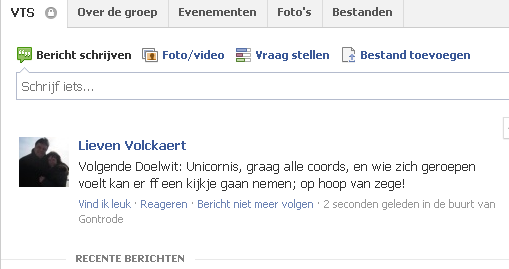 VTS Over de groep Evenementen Foto's Bestanden
Bericht schrijven Foto/video Vraag stellen Bestand toevoegen
Schrijf iets...
Lieven Volckaert
Volgende Doelwit: Unicornis, graag alle coords, en wie zich geroepen
voelt kan er ff een kijkje gaan nemen; op hoop van zege!
Vind ik leuk · Reageren · Bericht niet meer volgen · 2 seconden geleden in de buurt van
Gontrode
RECENTE BERICHTEN